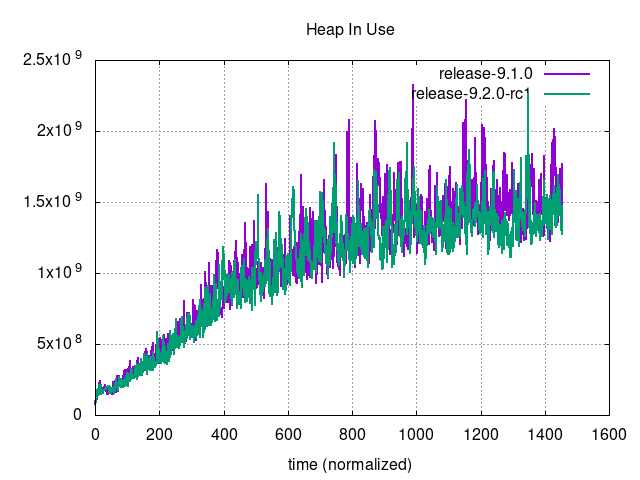 Heap In Use
2.5x10^9
2x10^9
1.5x10^9
1x10^9
5x10^8
0
release-9.1.0
release-9.2.0-rc1
0 200 400 600 800 1000 1200 1400 1600
time (normalized)